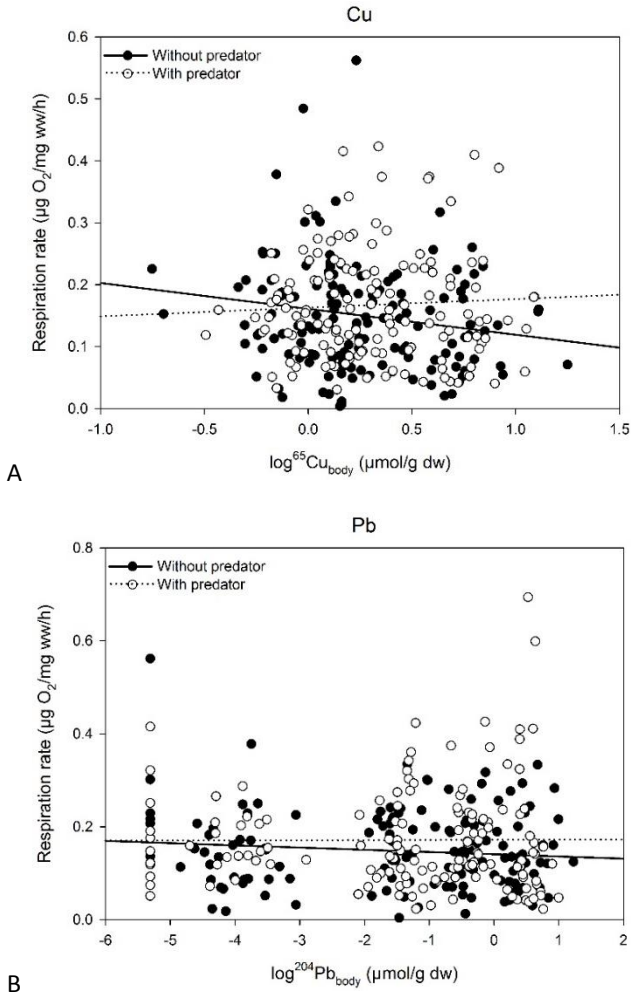 Cu
0.6
Without predator
With predator
0.5
0.4
0.3
0.2
0.1
0.0
Respiration rate (µg O₂/mg ww/h)
-1.0 -0.5 0.0 0.5 1.0 1.5
log⁶⁵Cu_body (µmol/g dw)
A
Pb
0.8
Without predator
With predator
0.6
0.4
0.2
0.0
Respiration rate (µg O₂/mg ww/h)
-6 -5 -4 -3 -2 -1 0 1 2
log²⁰⁴Pb_body (µmol/g dw)
B